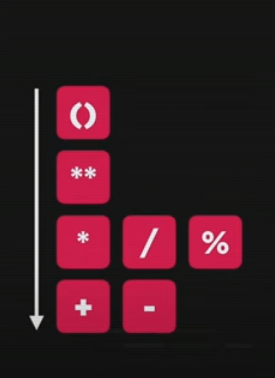 ()
**
* / %
+ -